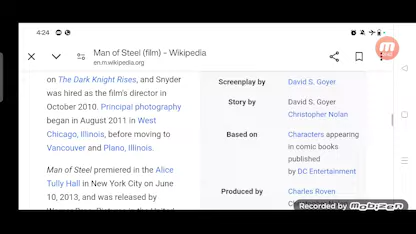 4:24
Man of Steel (film) – Wikipedia
en.m.wikipedia.org
on The Dark Knight Rises, and Snyder
was hired as the film's director in
October 2010. Principal photography
began in August 2011 in West
Chicago, Illinois, before moving to
Vancouver and Plano, Illinois.
Man of Steel premiered in the Alice
Tully Hall in New York City on June
10, 2013, and was released by
Screenplay by David S. Goyer
Story by David S. Goyer
Christopher Nolan
Based on Characters appearing
in comic books
published
by DC Entertainment
Produced by Charles Roven
Recorded by Mobizen